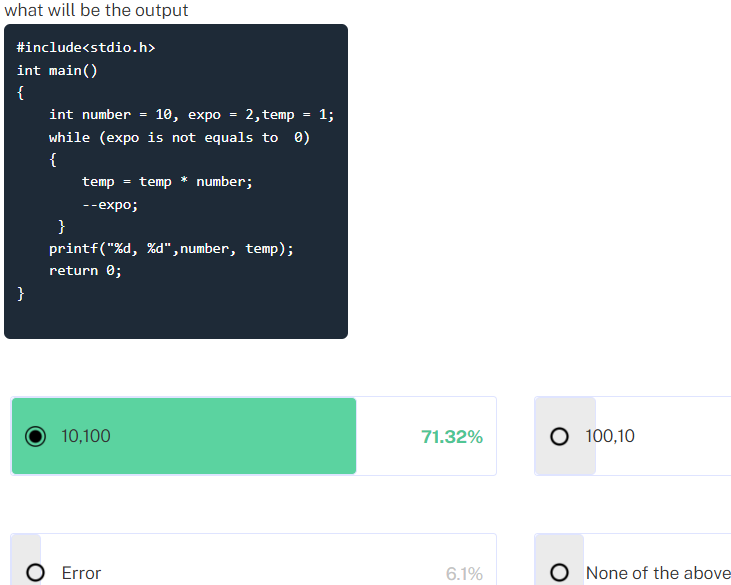 what will be the output
#include<stdio.h>
int main()
{
    int number = 10, expo = 2,temp = 1;
    while (expo is not equals to  0)
    {
        temp = temp * number;
        --expo;
     }
    printf("%d, %d",number, temp);
    return 0;
}
10,100 71.32% 100,10
Error 6.1% None of the above